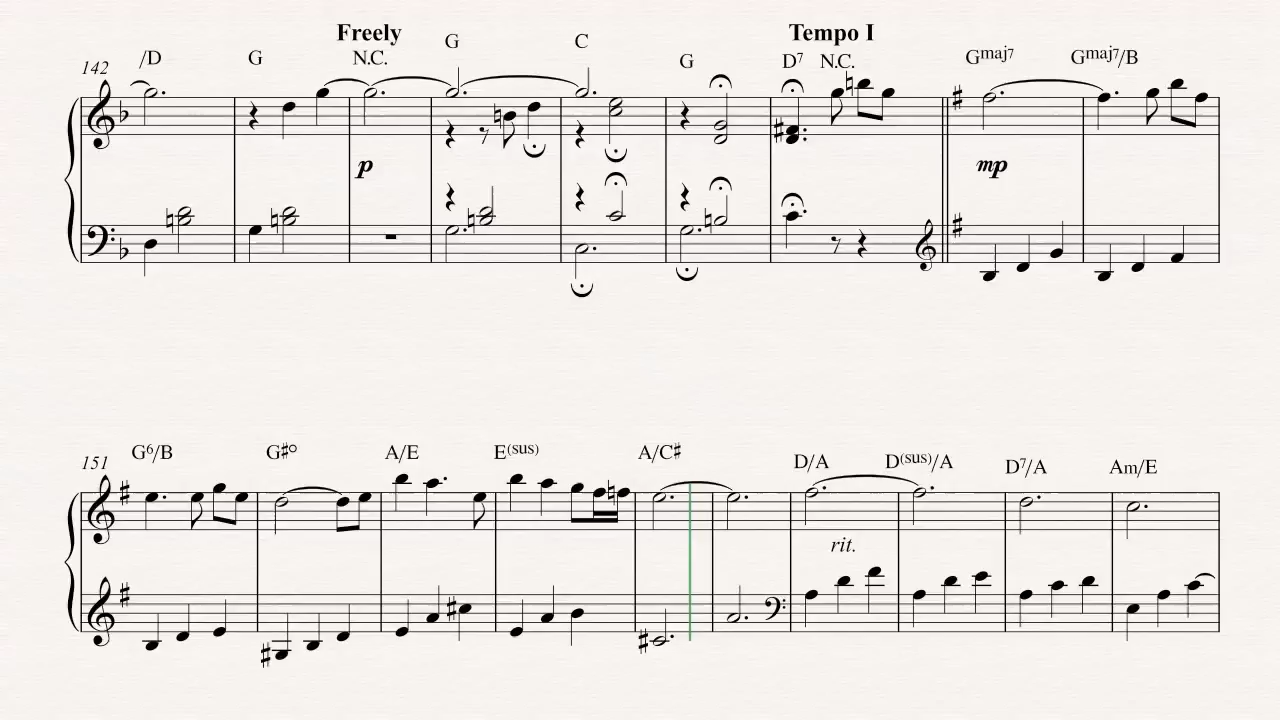 Freely Tempo I
142 /D G N.C. G C G D7 N.C. Gmaj7 Gmaj7/B
p mp
151 G6/B G♯° A/E E(sus) A/C♯ D/A D(sus)/A D7/A Am/E
rit.